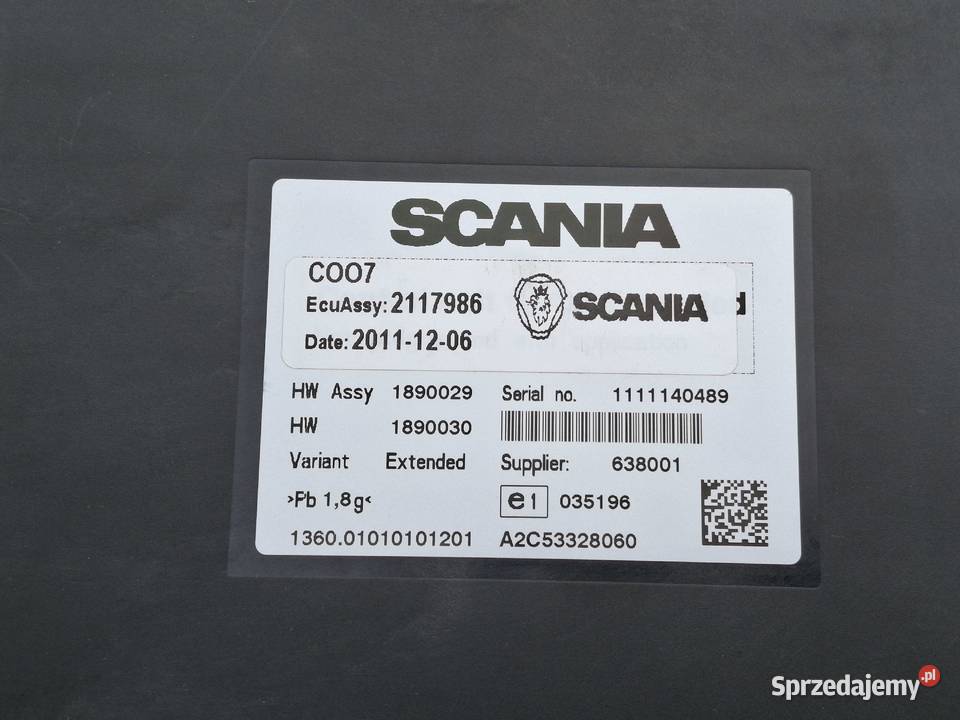 SCANIA
COO7
EcuAssy: 2117986
SCANIA
Date: 2011-12-06
HW Assy 1890029 Serial no. 1111140489
HW 1890030
Variant Extended Supplier: 638001
>Pb 1,8g< e1 035196
1360.01010101201 A2C53328060
Sprzedajemy.pl